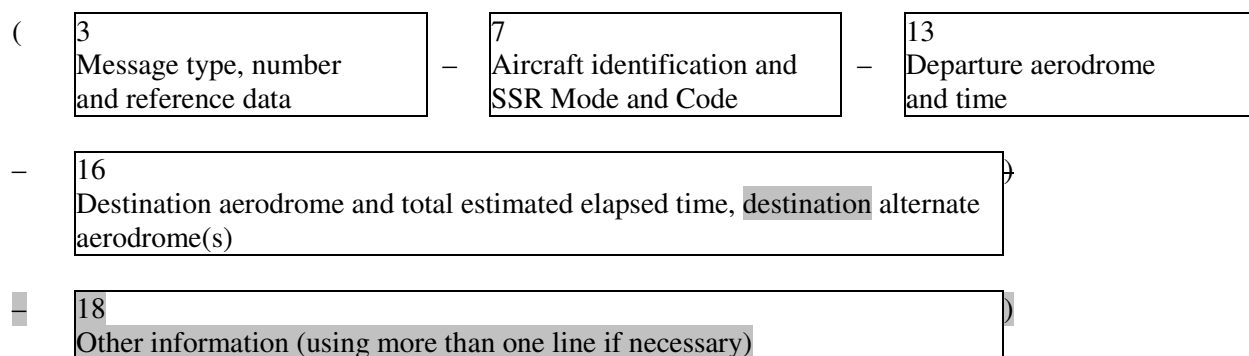 ( 3 7 13
Message type, number – Aircraft identification and – Departure aerodrome
and reference data SSR Mode and Code and time
– 16 )
Destination aerodrome and total estimated elapsed time, destination alternate
aerodrome(s)
– 18 )
Other information (using more than one line if necessary)